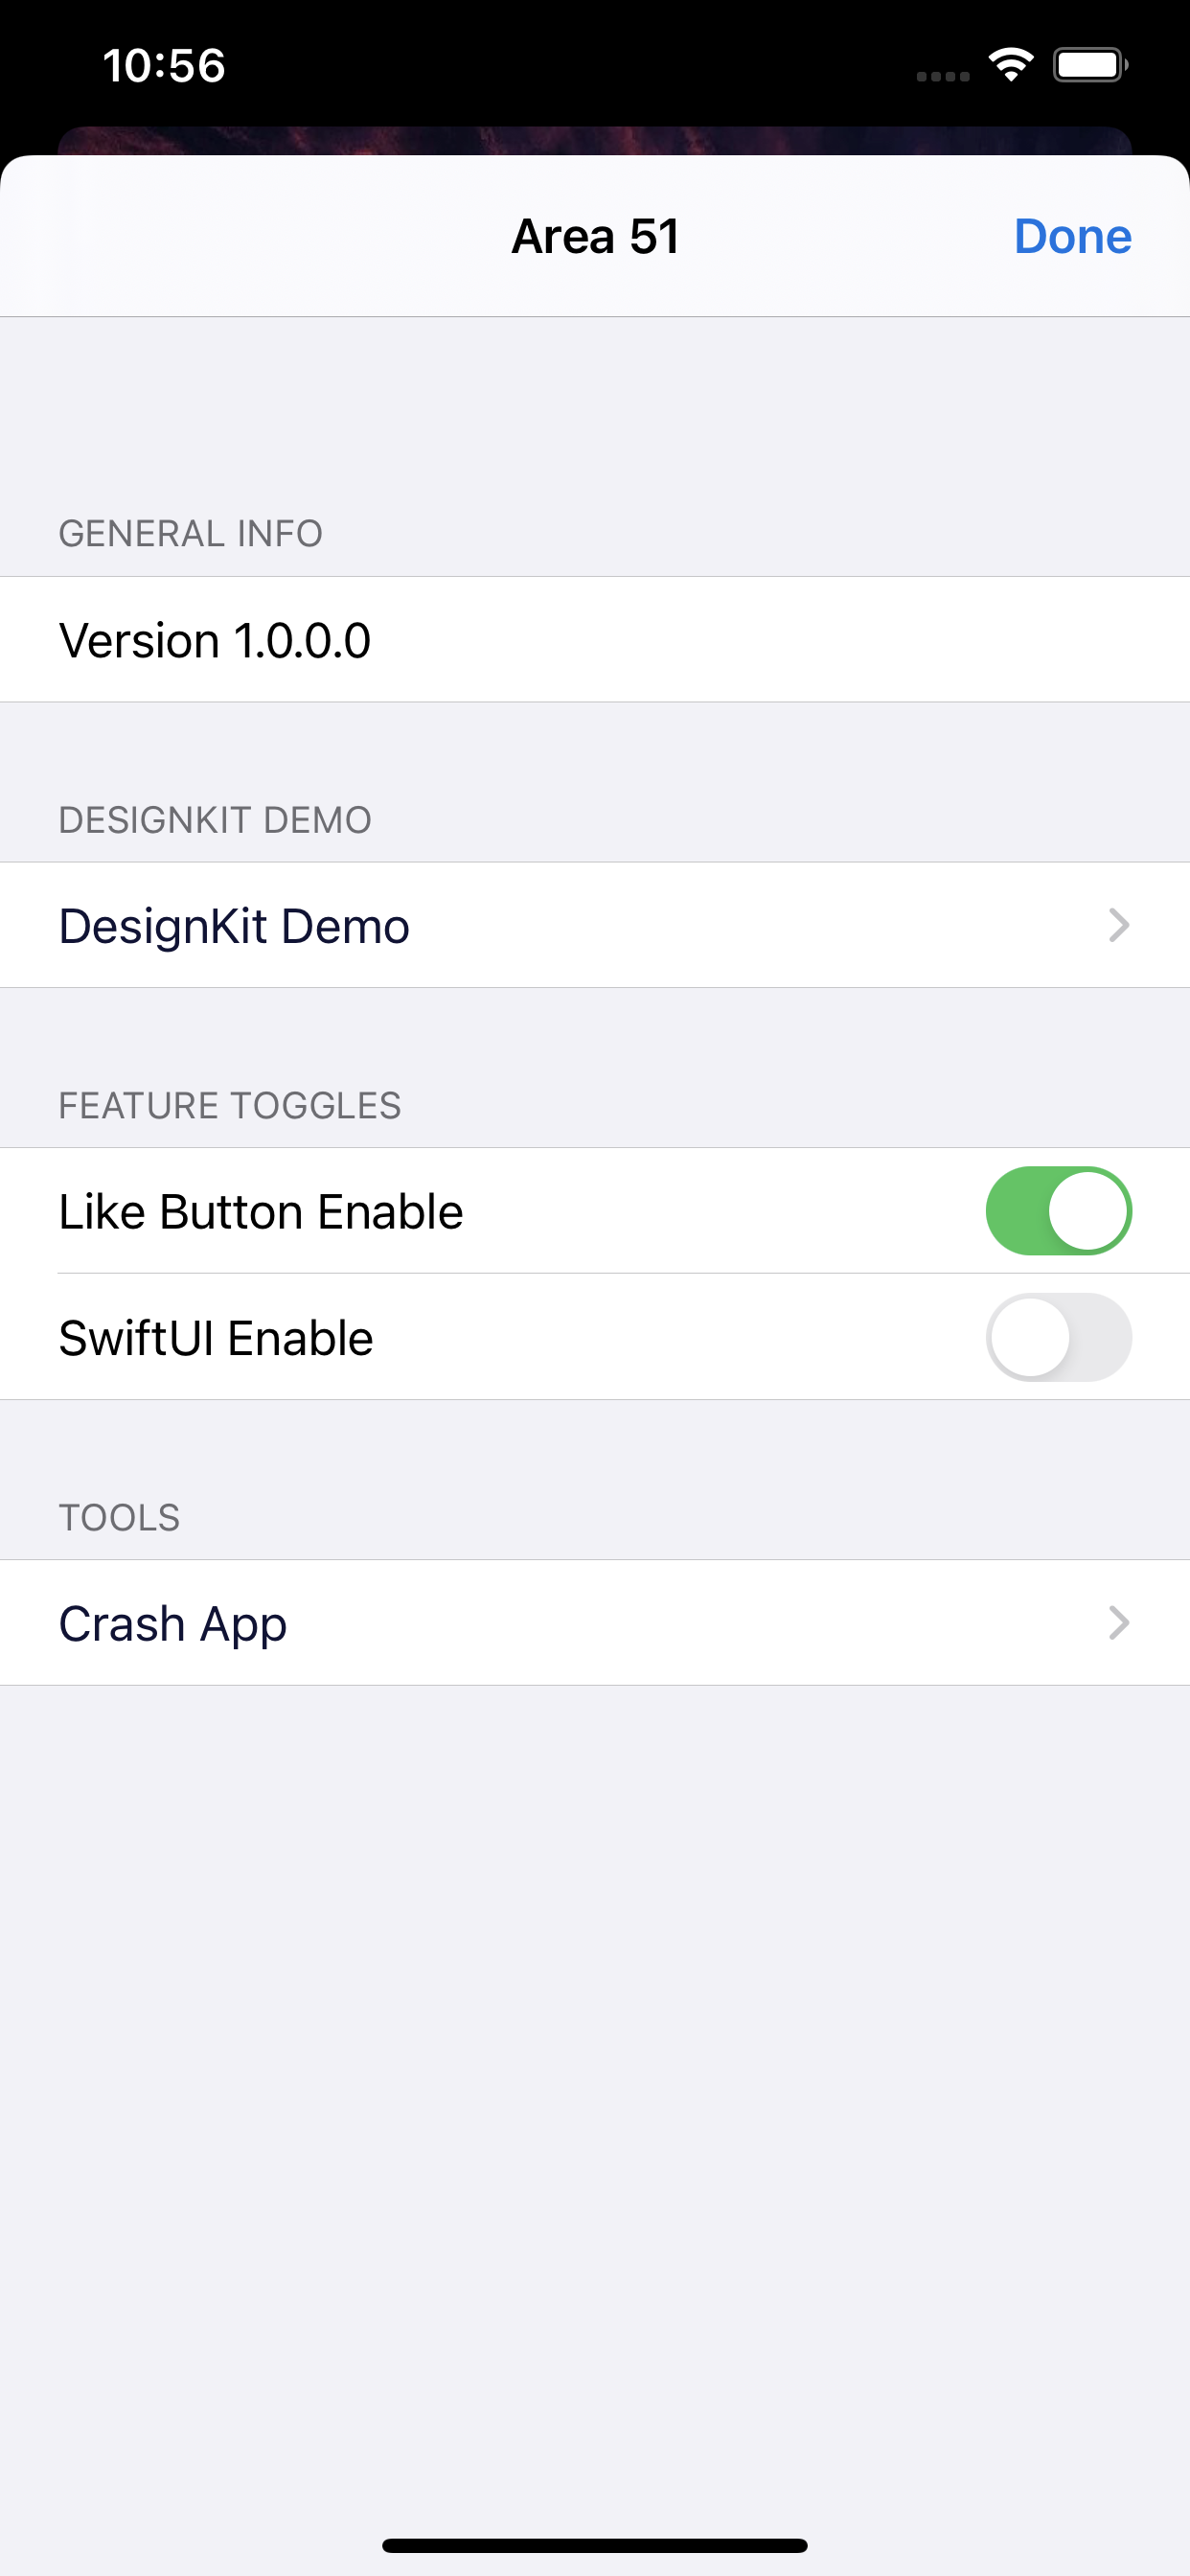 10:56
Area 51
Done
GENERAL INFO
Version 1.0.0.0
DESIGNKIT DEMO
DesignKit Demo
FEATURE TOGGLES
Like Button Enable
SwiftUI Enable
TOOLS
Crash App